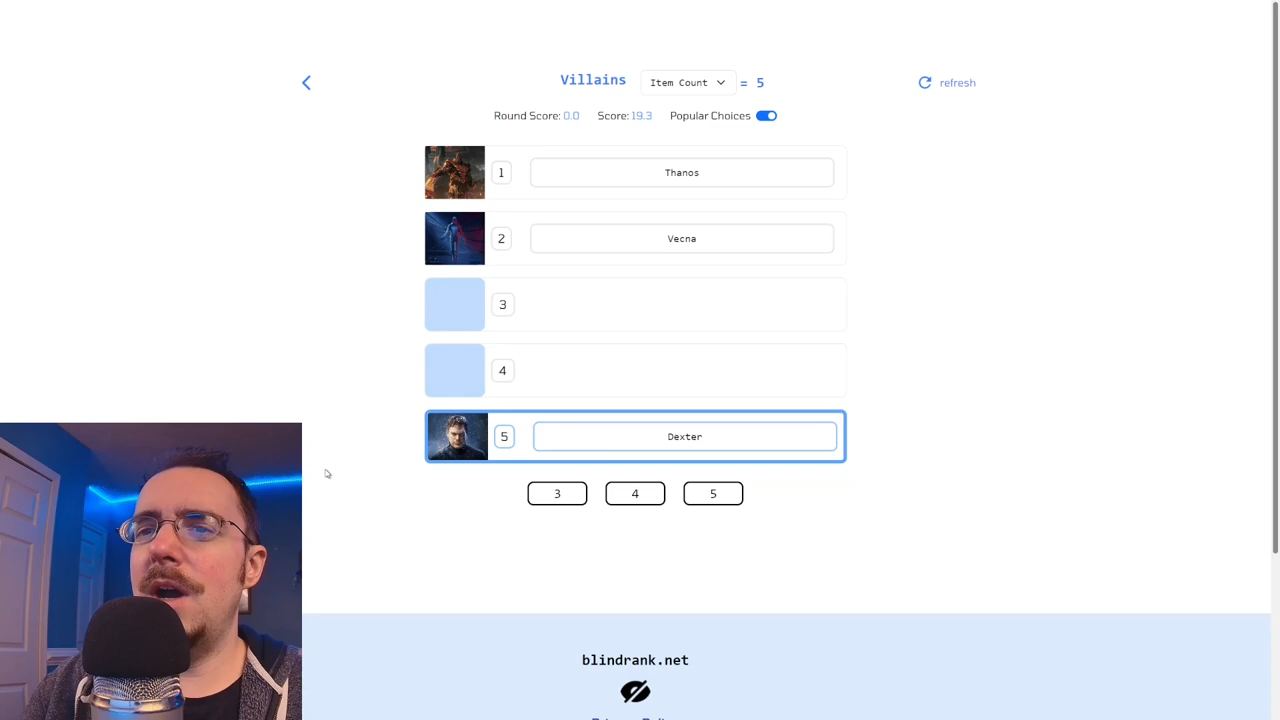 Villains
Item Count
= 5
refresh
Round Score: 0.0
Score: 19.3
Popular Choices
1
Thanos
2
Vecna
3
4
5
Dexter
3
4
5
blindrank.net